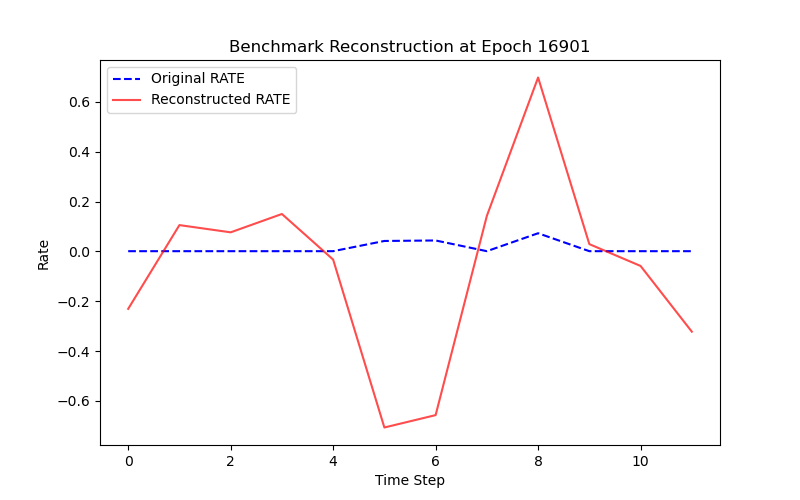 Benchmark Reconstruction at Epoch 16901
Original RATE
Reconstructed RATE
0.6
0.4
0.2
0.0
−0.2
−0.4
−0.6
Rate
0 2 4 6 8 10
Time Step